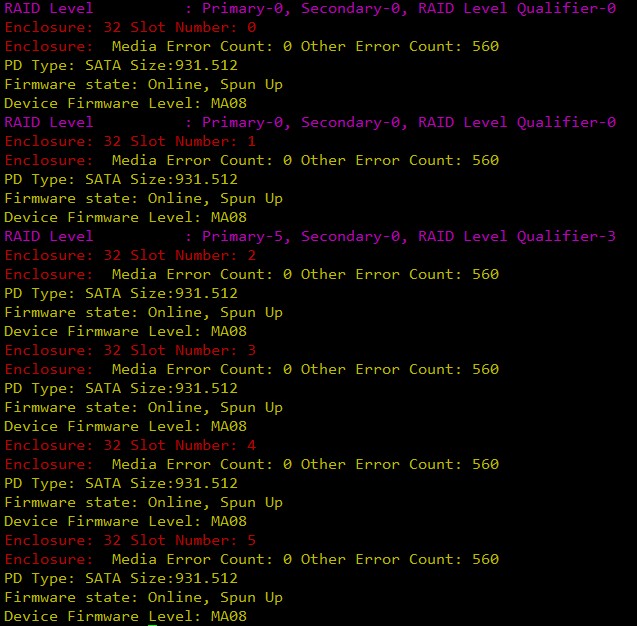 RAID Level          : Primary-0, Secondary-0, RAID Level Qualifier-0
Enclosure: 32 Slot Number: 0
Enclosure:  Media Error Count: 0 Other Error Count: 560
PD Type: SATA Size:931.512
Firmware state: Online, Spun Up
Device Firmware Level: MA08
RAID Level          : Primary-0, Secondary-0, RAID Level Qualifier-0
Enclosure: 32 Slot Number: 1
Enclosure:  Media Error Count: 0 Other Error Count: 560
PD Type: SATA Size:931.512
Firmware state: Online, Spun Up
Device Firmware Level: MA08
RAID Level          : Primary-5, Secondary-0, RAID Level Qualifier-3
Enclosure: 32 Slot Number: 2
Enclosure:  Media Error Count: 0 Other Error Count: 560
PD Type: SATA Size:931.512
Firmware state: Online, Spun Up
Device Firmware Level: MA08
Enclosure: 32 Slot Number: 3
Enclosure:  Media Error Count: 0 Other Error Count: 560
PD Type: SATA Size:931.512
Firmware state: Online, Spun Up
Device Firmware Level: MA08
Enclosure: 32 Slot Number: 4
Enclosure:  Media Error Count: 0 Other Error Count: 560
PD Type: SATA Size:931.512
Firmware state: Online, Spun Up
Device Firmware Level: MA08
Enclosure: 32 Slot Number: 5
Enclosure:  Media Error Count: 0 Other Error Count: 560
PD Type: SATA Size:931.512
Firmware state: Online, Spun Up
Device Firmware Level: MA08